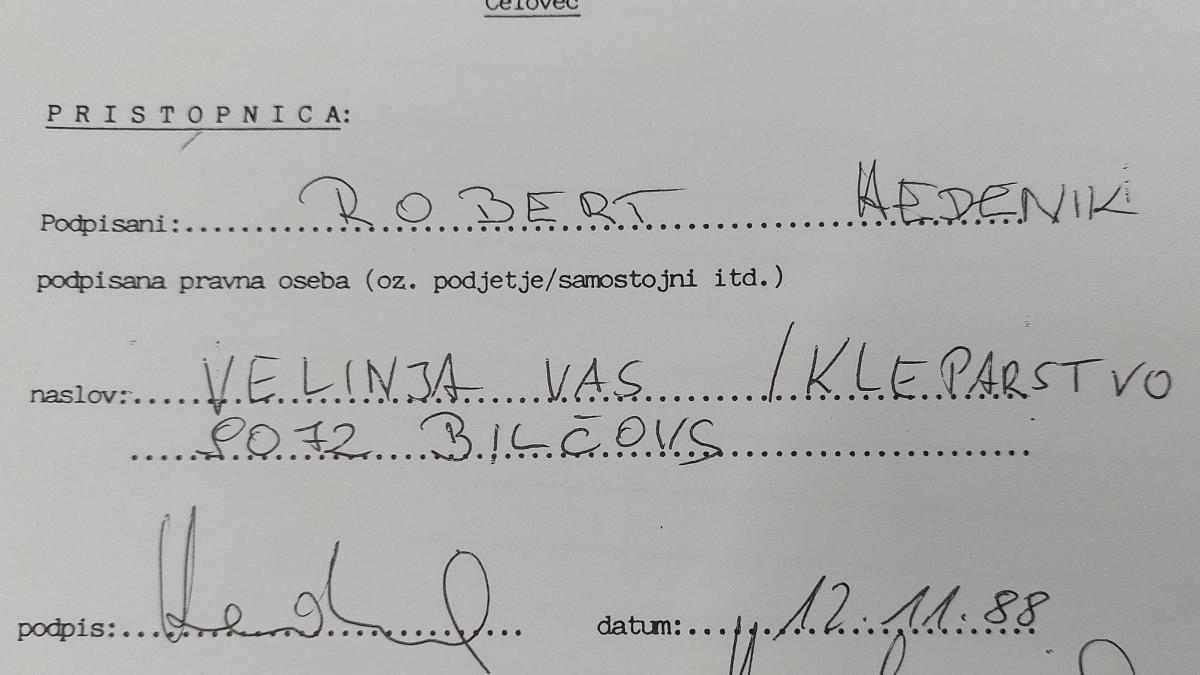 Celovec
PRISTOPNICA:
Podpisani: ROBERT HEDENIK
podpisana pravna oseba (oz. podjetje/samostojni itd.)
naslov: VELINJA VAS /KLEPARSTVO
9072 BILČOVS
podpis:
datum: 12.11.88